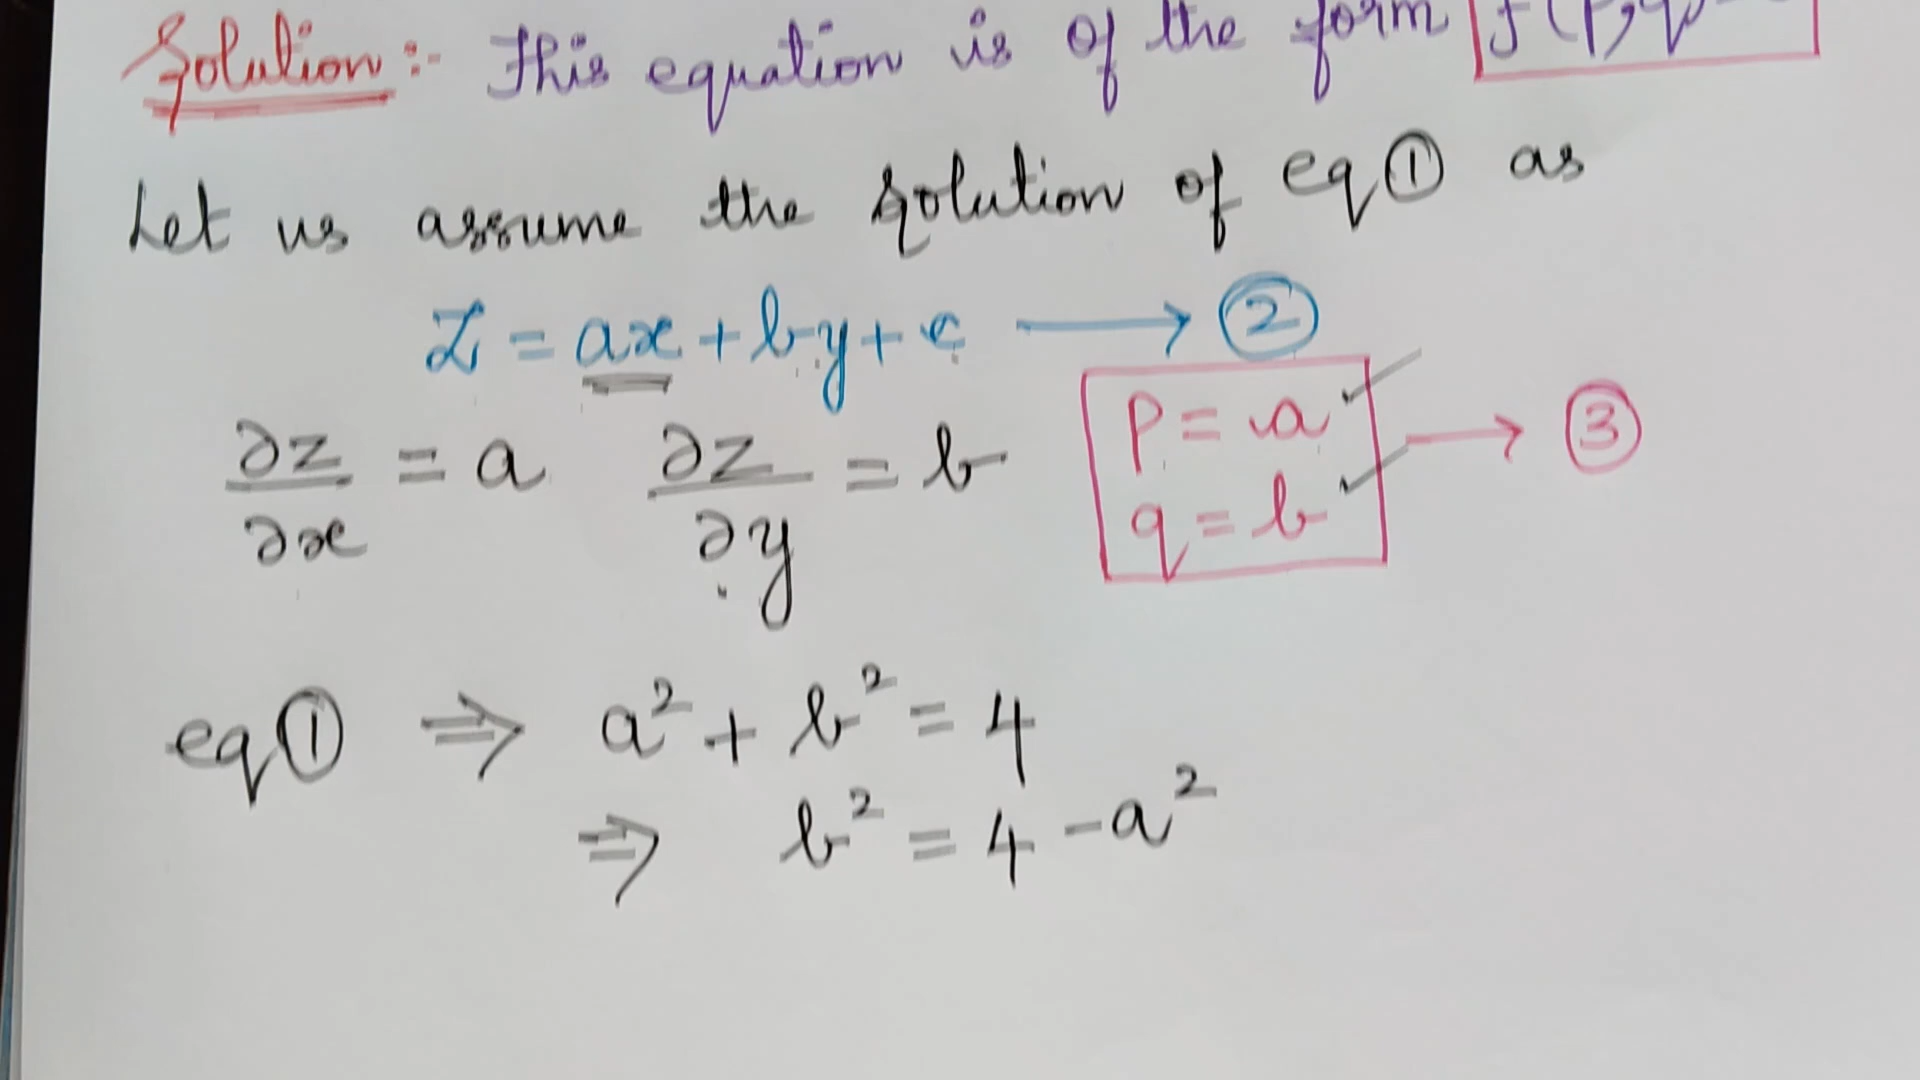 Solution:- This equation is of the form f(p,q)
Let us assume the solution of eq① as
Z = ax + by + c ⟶ ②
∂z/∂x = a ∂z/∂y = b
p = a
q = b ⟶ ③
eq① ⇒ a² + b² = 4
⇒ b² = 4 - a²